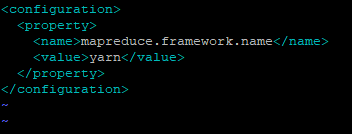 <configuration>
  <property>
    <name>mapreduce.framework.name</name>
    <value>yarn</value>
  </property>
</configuration>
~
~